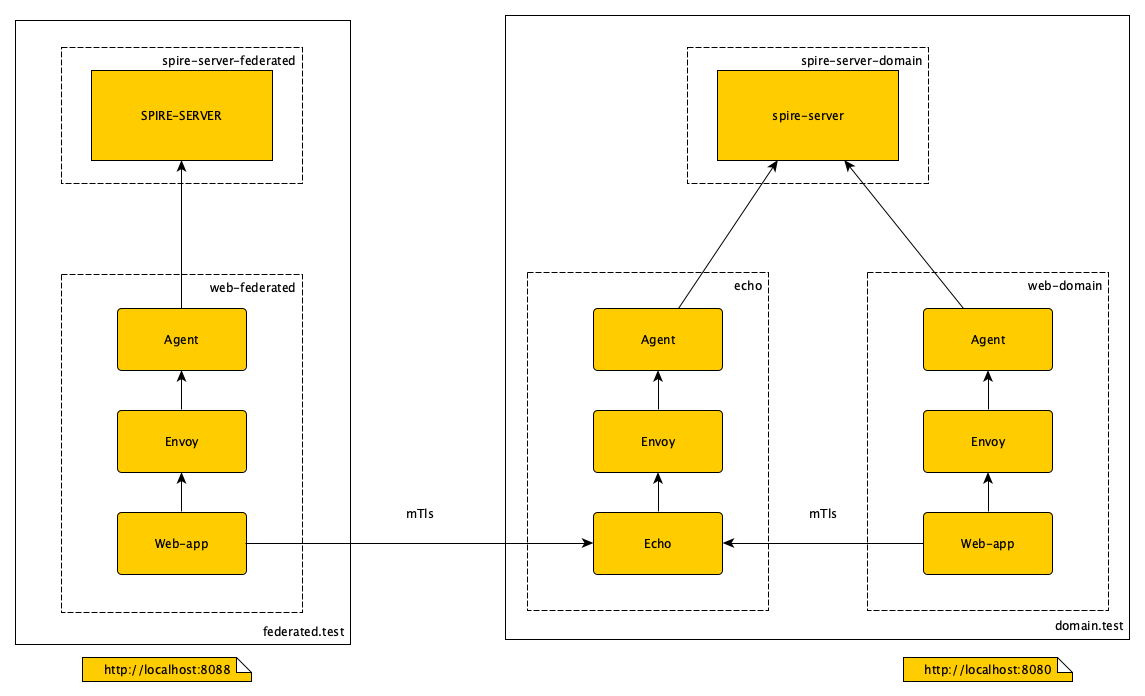 spire-server-federated
SPIRE-SERVER
web-federated
Agent
Envoy
Web-app
federated.test
http://localhost:8088
mTls
spire-server-domain
spire-server
echo
Agent
Envoy
Echo
mTls
web-domain
Agent
Envoy
Web-app
domain.test
http://localhost:8080